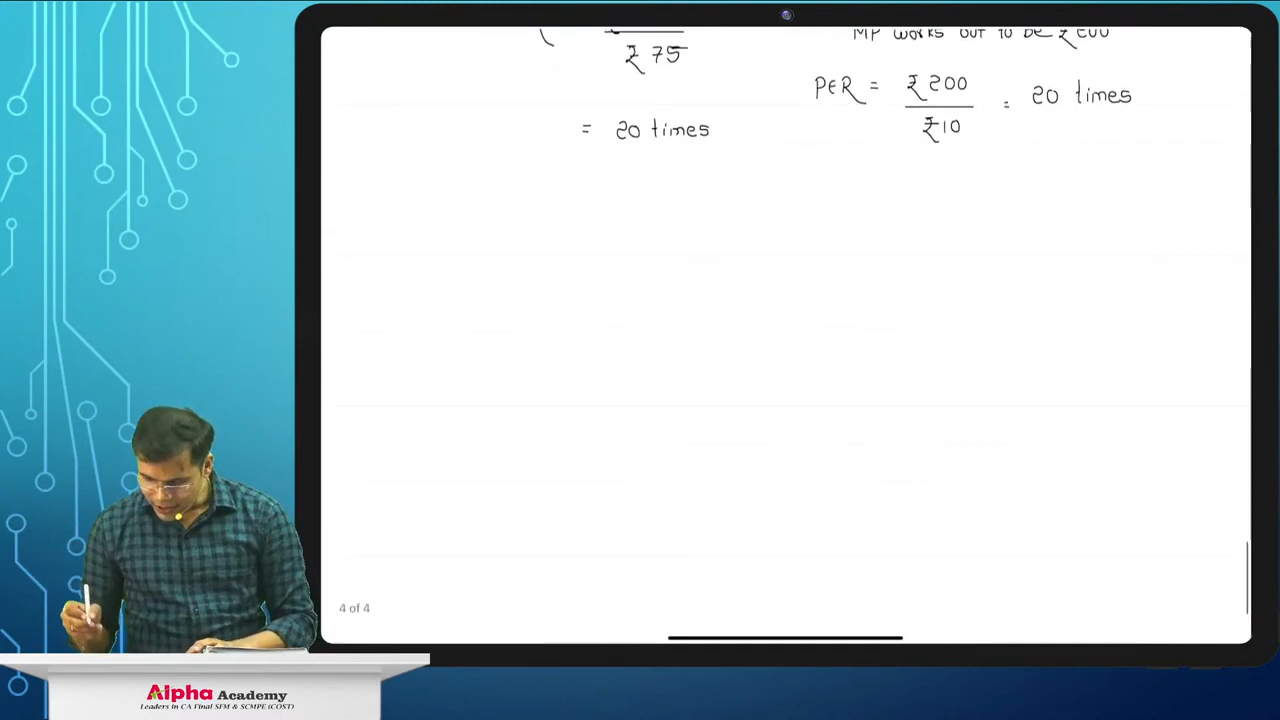 MP works out to be ₹200
₹75
= 20 times
PER = ₹200 / ₹10 = 20 times
4 of 4
Alpha Academy
Leaders in CA Final SFM & SCMPE (COST)